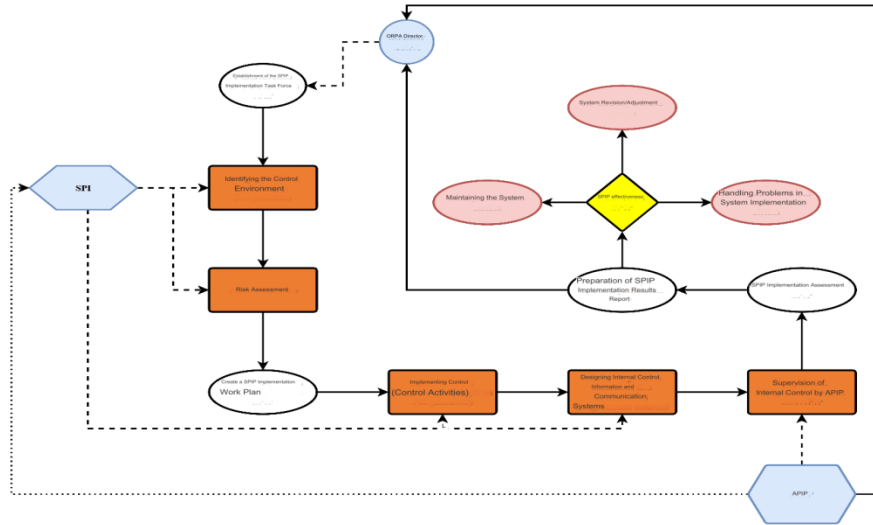 ORPA Director
Establishment of the SPIP
Implementation Task Force
System Revision/Adjustment
Identifying the Control
Environment
SPI
Maintaining the System
SPIP effectiveness
Handling Problems in
System Implementation
Risk Assessment
Preparation of SPIP
Implementation Results
Report
SPIP Implementation Assessment
Create a SPIP Implementation
Work Plan
Implementing Control
(Control Activities)
Designing Internal Control,
Information and
Communication,
Systems
Supervision of
Internal Control by APIP
APIP